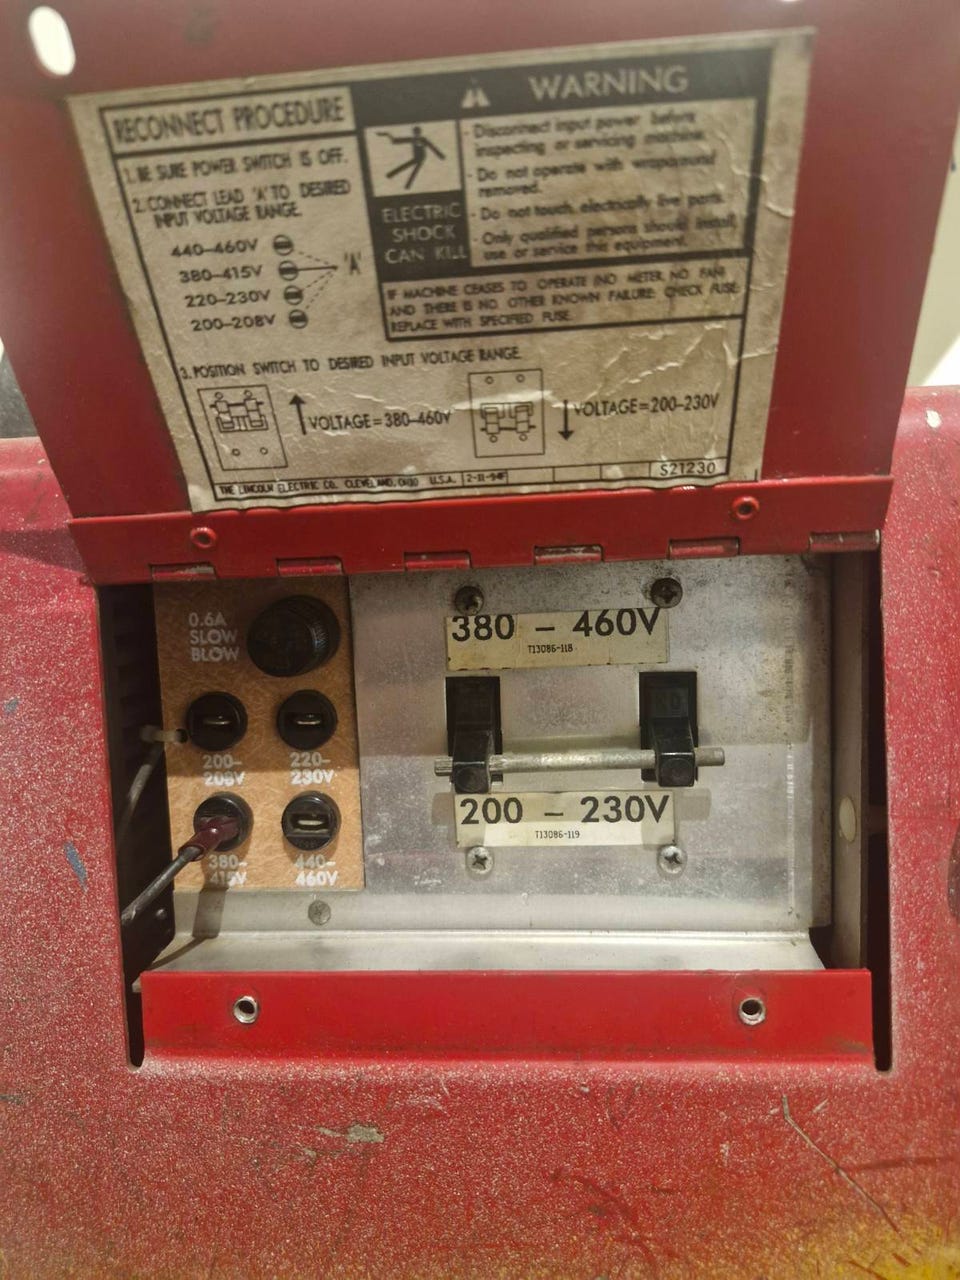 RECONNECT PROCEDURE
1. BE SURE POWER SWITCH IS OFF.
2. CONNECT LEAD 'A' TO DESIRED
INPUT VOLTAGE RANGE.
440–460V
380–415V
220–230V
200–208V
'A'
WARNING
ELECTRIC
SHOCK
CAN KILL
- Disconnect input power before
inspecting or servicing machine.
- Do not operate with wraparound
removed.
- Do not touch electrically live parts.
- Only qualified persons should install,
use or service this equipment.
IF MACHINE CEASES TO OPERATE (NO METER, NO FAN
AND THERE IS NO OTHER KNOWN FAILURE: CHECK FUSE;
REPLACE WITH SPECIFIED FUSE.
3. POSITION SWITCH TO DESIRED INPUT VOLTAGE RANGE.
VOLTAGE=380–460V
VOLTAGE=200–230V
THE LINCOLN ELECTRIC CO. CLEVELAND, OHIO U.S.A.
S21230
0.6A
SLOW
BLOW
200–
208V
220–
230V
380–
415V
440–
460V
380 – 460V
T13086-118
200 – 230V
T13086-119